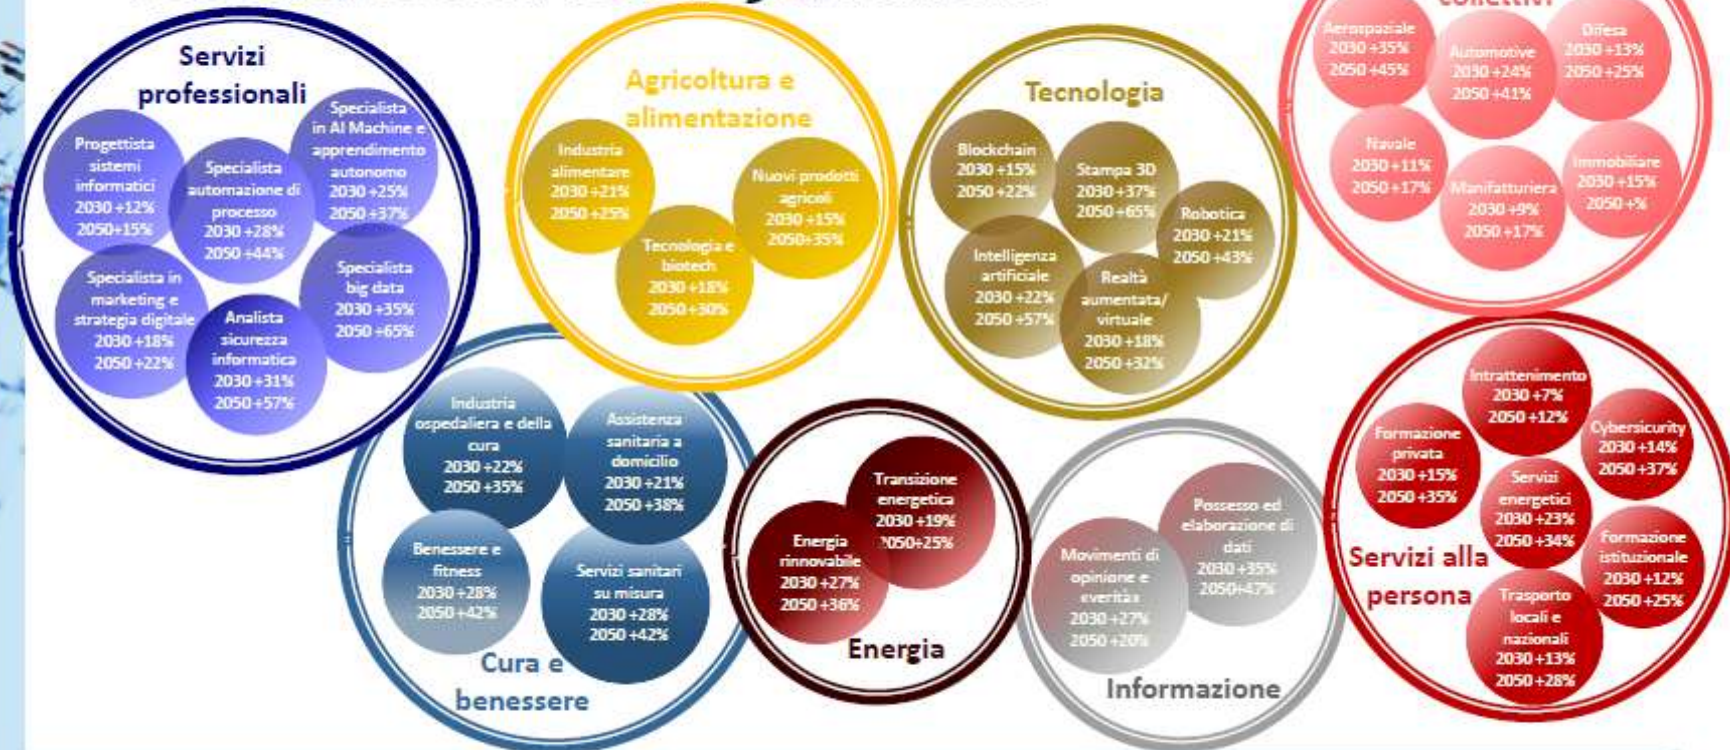 Servizi
professionali
Progettista
sistemi
informatici
2030 +12%
2050+15%
Specialista
automazione di
processo
2030 +28%
2050 +44%
Specialista
in AI Machine e
apprendimento
autonomo
2030 +25%
2050 +37%
Specialista in
marketing e
strategia digitale
2030 +18%
2050 +22%
Analista
sicurezza
informatica
2030 +31%
2050 +57%
Specialista
big data
2030 +35%
2050 +65%
Agricoltura e
alimentazione
Industria
alimentare
2030 +21%
2050 +25%
Tecnologia e
biotech
2030 +18%
2050 +30%
Nuovi prodotti
agricoli
2030 +15%
2050+35%
Tecnologia
Blockchain
2030 +15%
2050 +22%
Stampa 3D
2030 +37%
2050 +65%
Robotica
2030 +21%
2050 +43%
Intelligenza
artificiale
2030 +22%
2050 +57%
Realtà
aumentata/
virtuale
2030 +18%
2050 +32%
collettivi
Aerospaziale
2030 +35%
2050 +45%
Automotive
2030 +24%
2050 +41%
Difesa
2030 +13%
2050 +25%
Navale
2030 +11%
2050 +17%
Manifatturiera
2030 +9%
2050 +17%
Immobiliare
2030 +15%
2050 +%
Industria
ospedaliera e della
cura
2030 +22%
2050 +35%
Assistenza
sanitaria a
domicilio
2030 +21%
2050 +38%
Benessere e
fitness
2030 +28%
2050 +42%
Servizi sanitari
su misura
2030 +28%
2050 +42%
Cura e
benessere
Transizione
energetica
2030 +19%
2050+25%
Energia
rinnovabile
2030 +27%
2050 +36%
Energia
Possesso ed
elaborazione di
dati
2030 +35%
2050+47%
Movimenti di
opinione e
«verità»
2030 +27%
2050 +20%
Informazione
Intrattenimento
2030 +7%
2050 +12%
Formazione
privata
2030 +15%
2050 +35%
Cybersicurity
2030 +14%
2050 +37%
Servizi
energetici
2030 +23%
2050 +34%
Formazione
istituzionale
2030 +12%
2050 +25%
Servizi alla
persona
Trasporto
locali e
nazionali
2030 +13%
2050 +28%